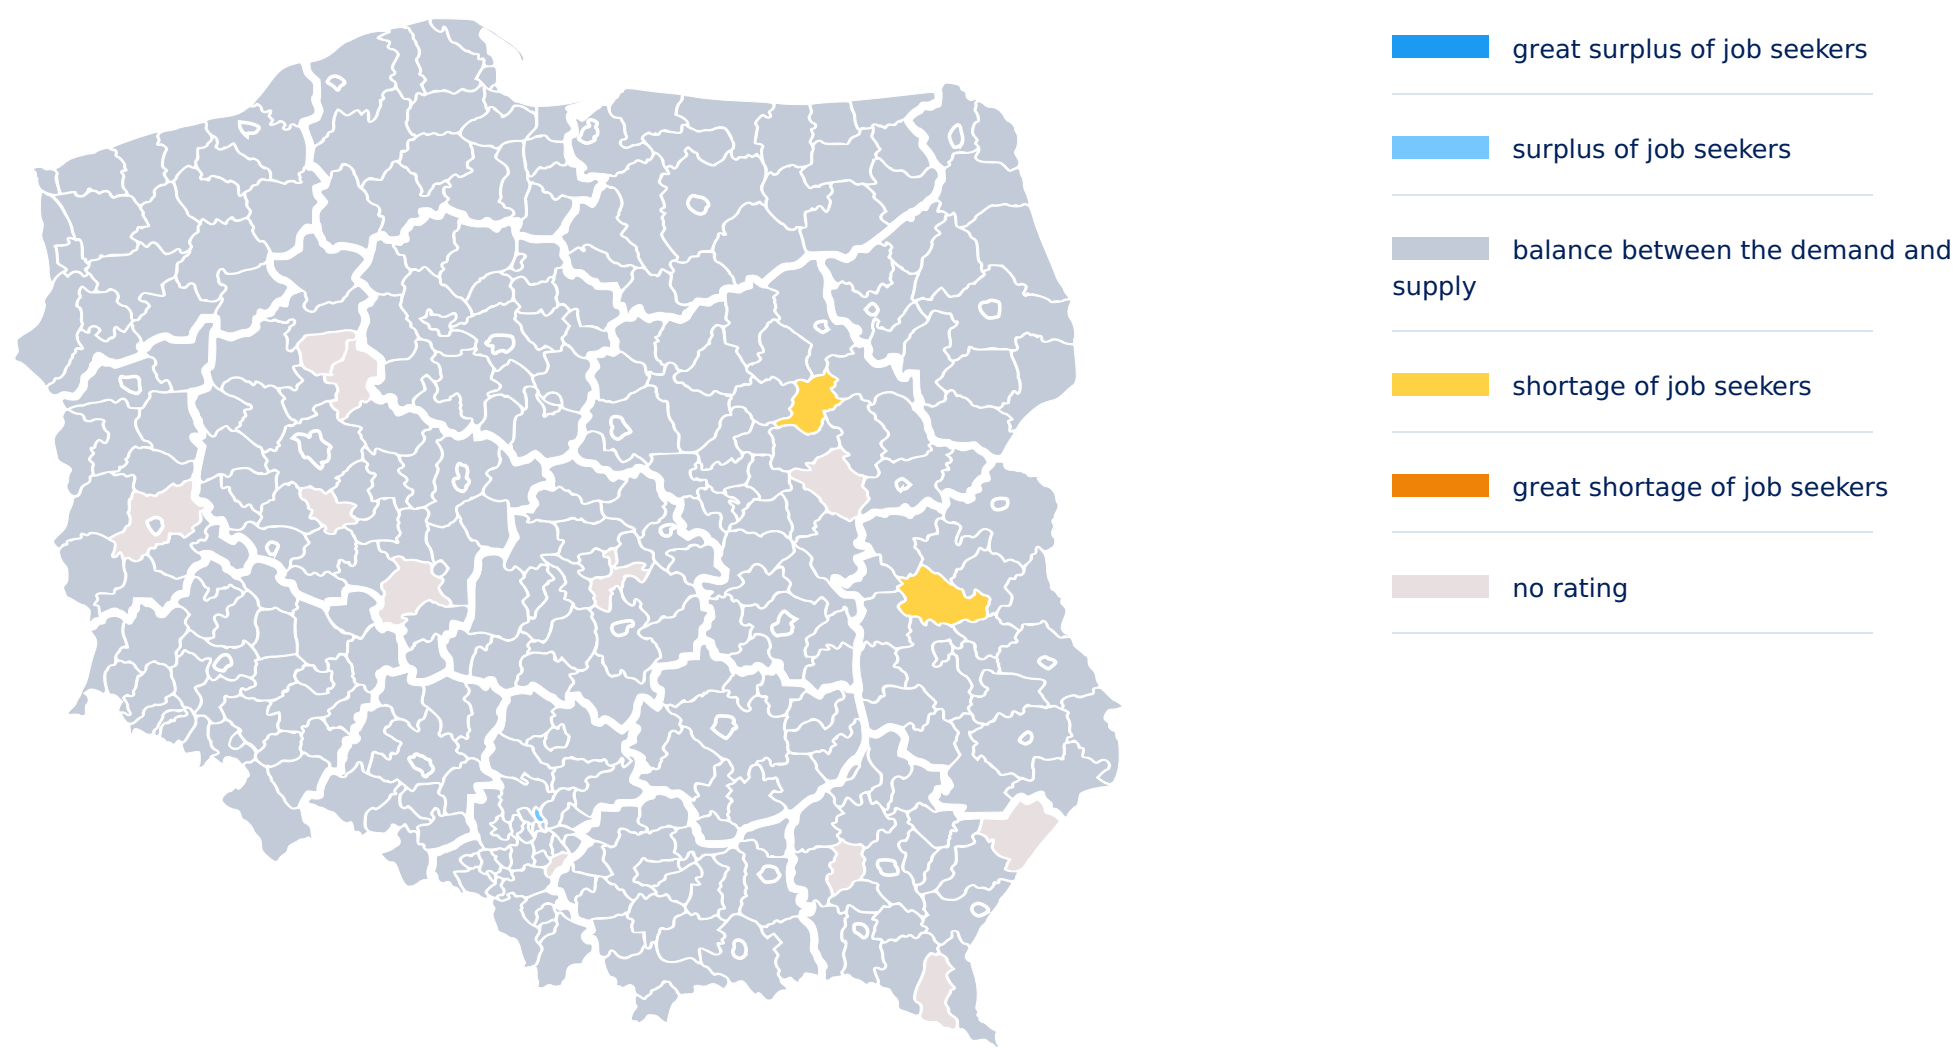 great surplus of job seekers
surplus of job seekers
balance between the demand and
supply
shortage of job seekers
great shortage of job seekers
no rating